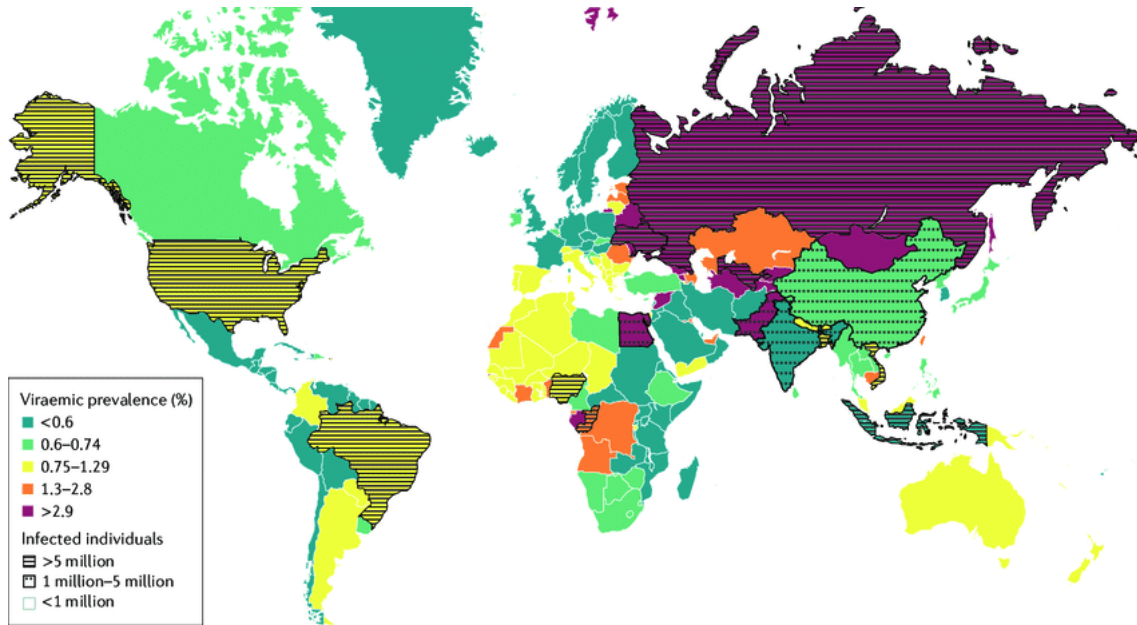 Viraemic prevalence (%)
<0.6
0.6–0.74
0.75–1.29
1.3–2.8
>2.9
Infected individuals
>5 million
1 million–5 million
<1 million